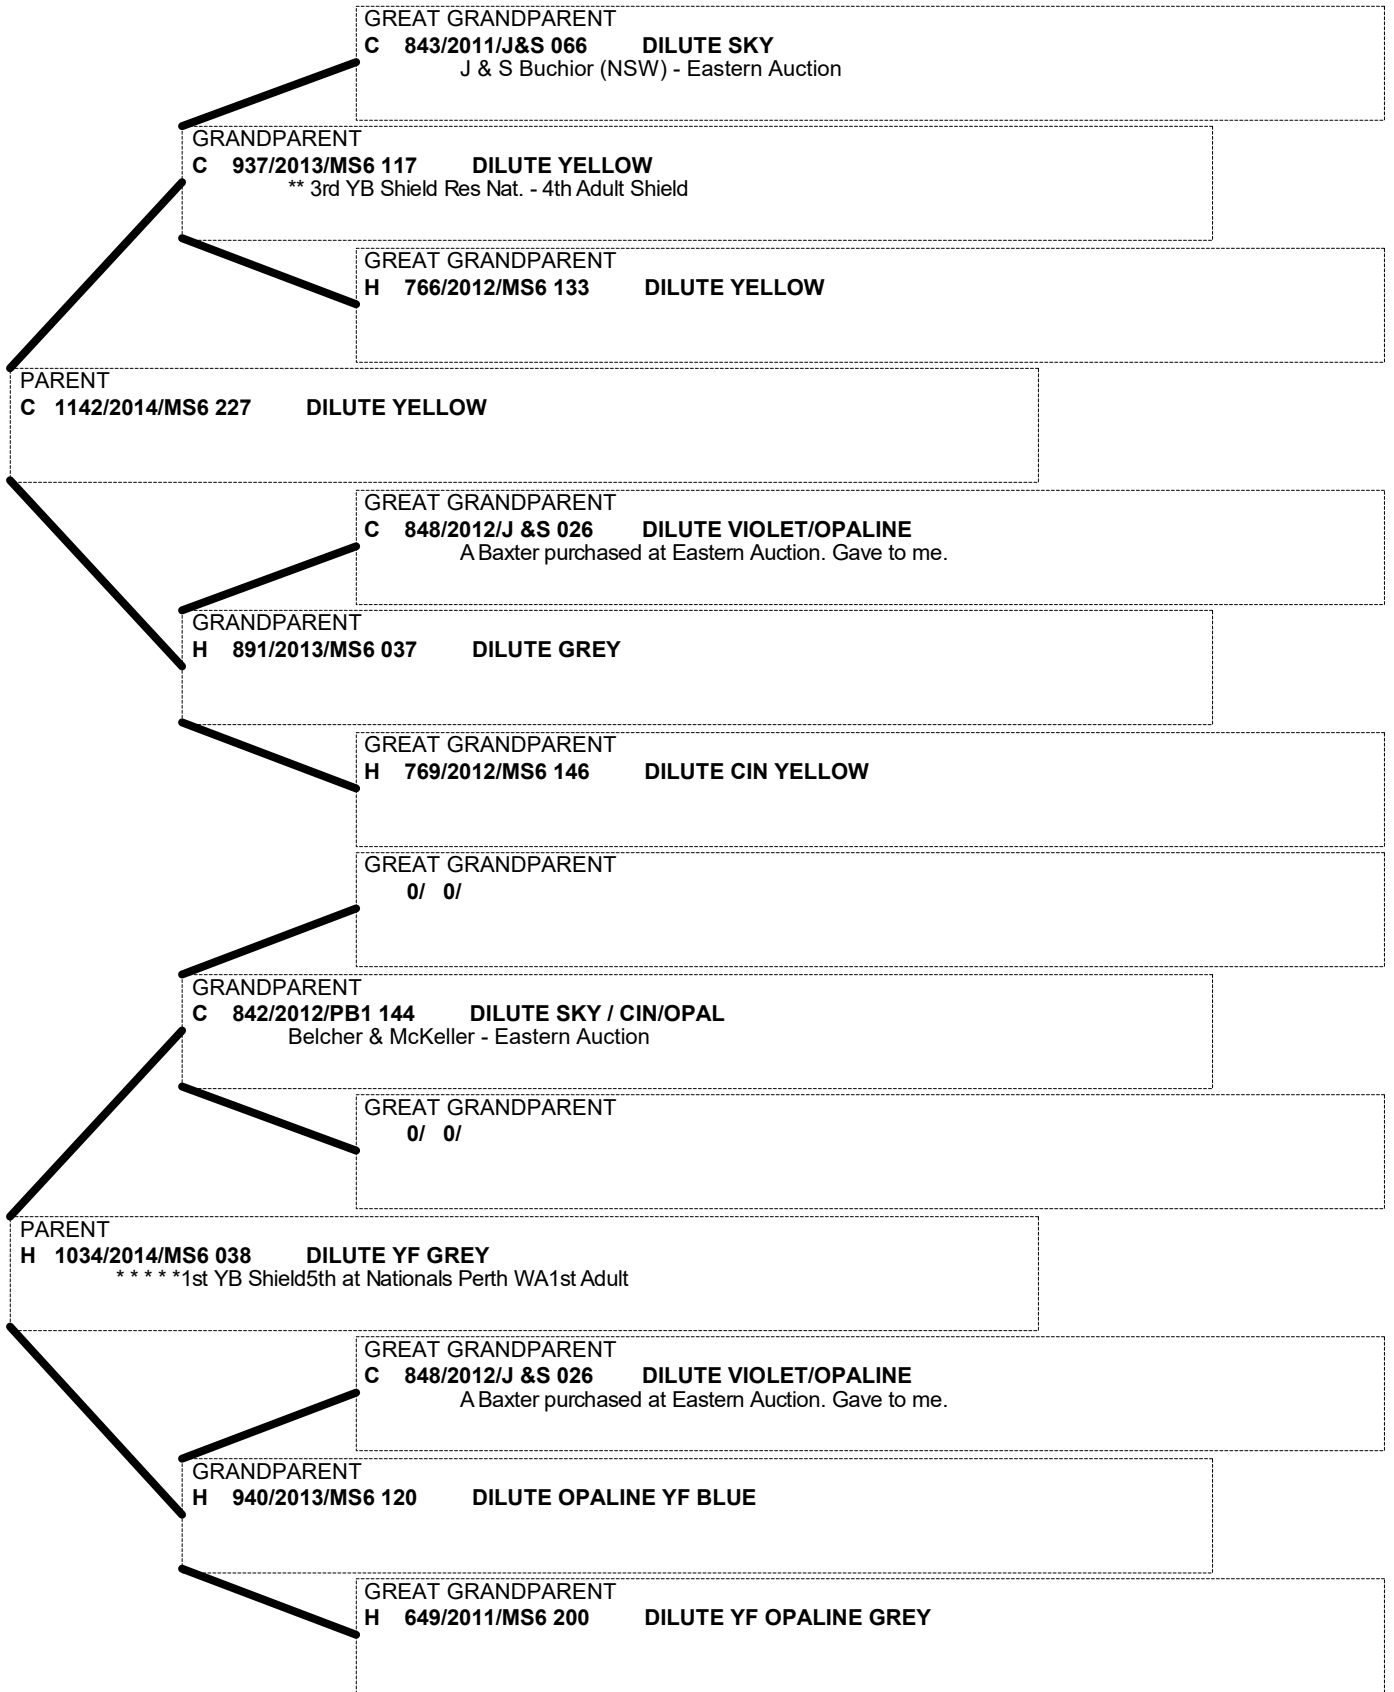 GREAT GRANDPARENT
C 843/2011/J&S 066 DILUTE SKY
J & S Buchior (NSW) - Eastern Auction
GRANDPARENT
C 937/2013/MS6 117 DILUTE YELLOW
** 3rd YB Shield Res Nat. - 4th Adult Shield
GREAT GRANDPARENT
H 766/2012/MS6 133 DILUTE YELLOW
PARENT
C 1142/2014/MS6 227 DILUTE YELLOW
GREAT GRANDPARENT
C 848/2012/J &S 026 DILUTE VIOLET/OPALINE
A Baxter purchased at Eastern Auction. Gave to me.
GRANDPARENT
H 891/2013/MS6 037 DILUTE GREY
GREAT GRANDPARENT
H 769/2012/MS6 146 DILUTE CIN YELLOW
GREAT GRANDPARENT
0/ 0/
GRANDPARENT
C 842/2012/PB1 144 DILUTE SKY / CIN/OPAL
Belcher & McKeller - Eastern Auction
GREAT GRANDPARENT
0/ 0/
PARENT
H 1034/2014/MS6 038 DILUTE YF GREY
* * * * *1st YB Shield5th at Nationals Perth WA1st Adult
GREAT GRANDPARENT
C 848/2012/J &S 026 DILUTE VIOLET/OPALINE
A Baxter purchased at Eastern Auction. Gave to me.
GRANDPARENT
H 940/2013/MS6 120 DILUTE OPALINE YF BLUE
GREAT GRANDPARENT
H 649/2011/MS6 200 DILUTE YF OPALINE GREY